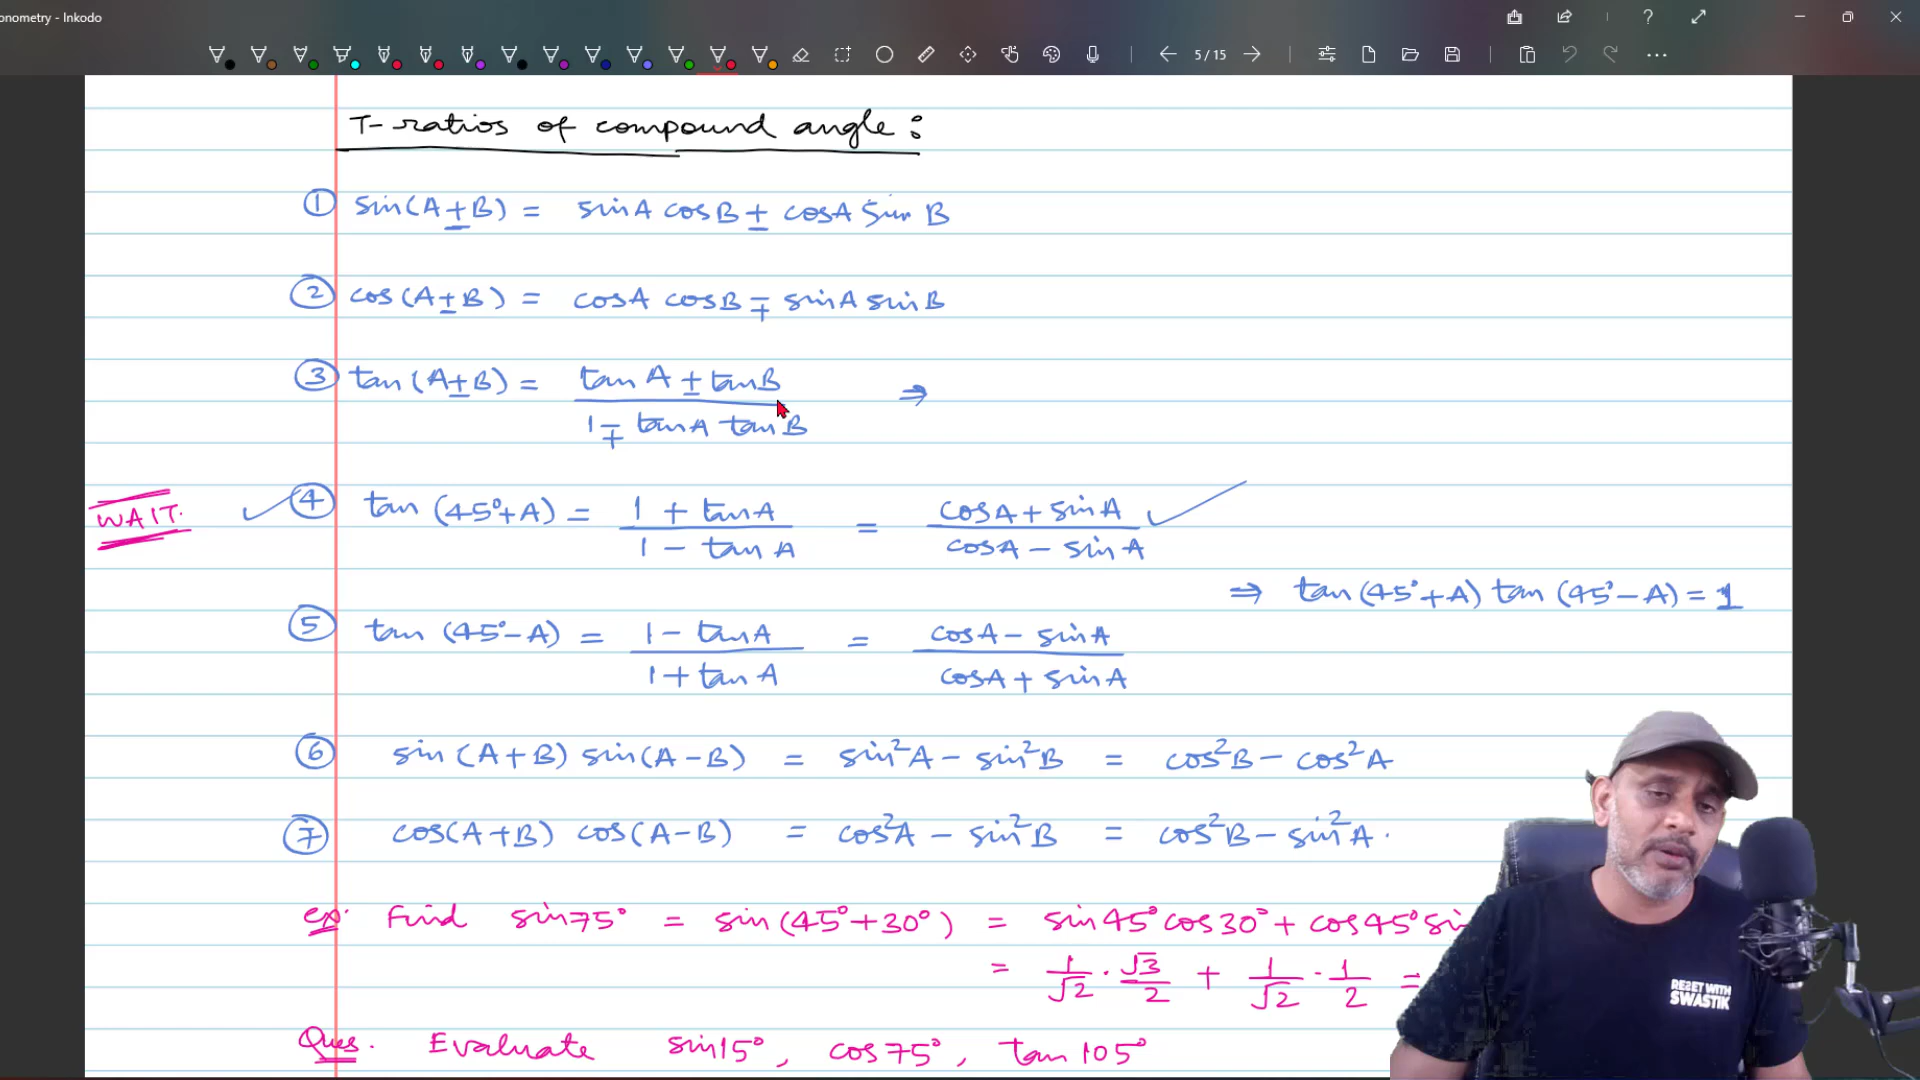 onometry - Inkodo
5 / 15
T-ratios of compound angle :
① sin(A±B) = sinA cosB ± cosA sin B
② cos(A±B) = cosA cosB ∓ sinA sinB
③ tan(A±B) = (tan A ± tanB) / (1 ∓ tanA tanB) ⇒
WAIT.
④ tan (45°+A) = (1 + tanA) / (1 - tanA) = (cosA + sinA) / (cosA - sinA)
⇒ tan(45°+A) tan(45°-A) = 1
⑤ tan (45°-A) = (1 - tanA) / (1 + tanA) = (cosA - sinA) / (cosA + sinA)
⑥ sin(A+B) sin(A-B) = sin²A - sin²B = cos²B - cos²A
⑦ cos(A+B) cos(A-B) = cos²A - sin²B = cos²B - sin²A.
ex: Find sin75° = sin(45°+30°) = sin45°cos30° + cos45°si
= 1/√2 · √3/2 + 1/√2 · 1/2 =
Ques. Evaluate sin15°, cos75°, tan105°
RESET WITH
SWASTIK